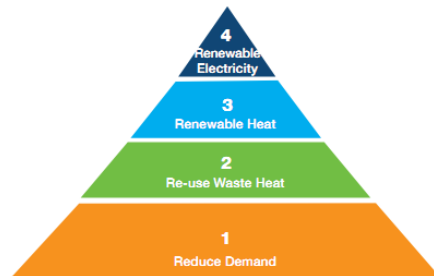 4
Renewable
Electricity
3
Renewable Heat
2
Re-use Waste Heat
1
Reduce Demand